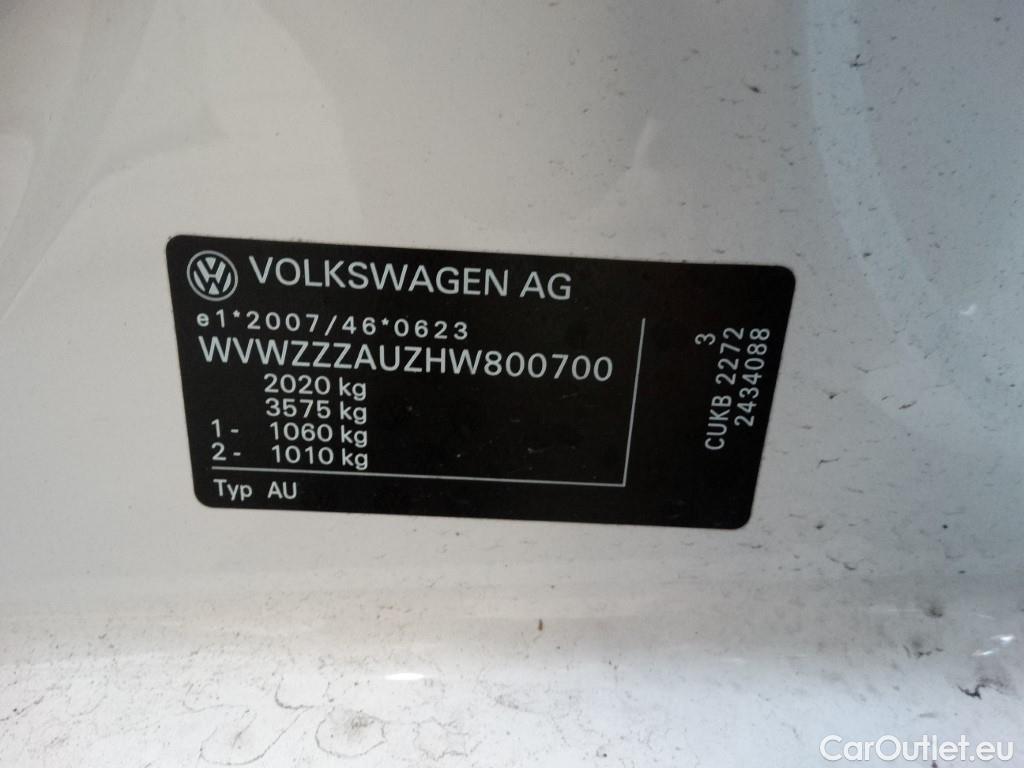 VOLKSWAGEN AG
e1*2007/46*0623
WVWZZZAUZHW800700
2020 kg
3575 kg
1- 1060 kg
2- 1010 kg
Typ AU
3
CUKB 2272
2434088
CarOutlet.eu